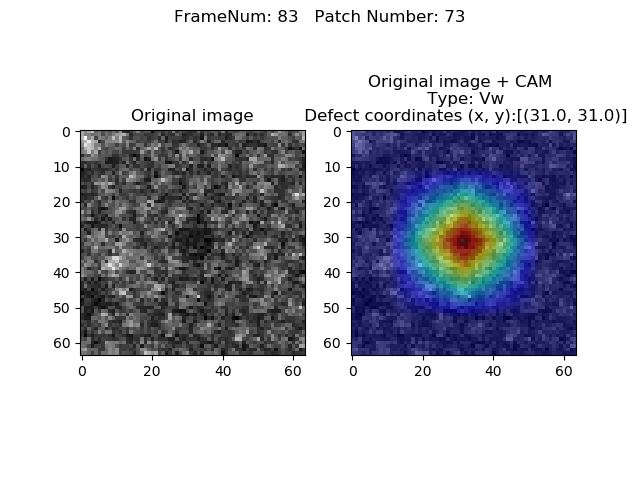 FrameNum: 83   Patch Number: 73
Original image
Original image + CAM
Type: Vw
Defect coordinates (x, y):[(31.0, 31.0)]
0
10
20
30
40
50
60
0 20 40 60
0
10
20
30
40
50
60
0 20 40 60